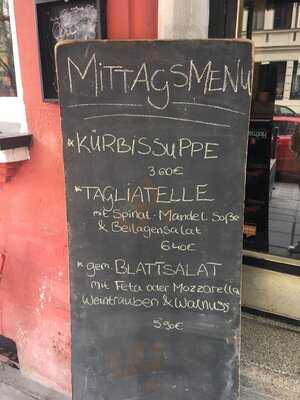 MITTAGSMENU
* KÜRBISSUPPE
3.60€
* TAGLIATELLE
mit Spinat-Mandel Soße
& Beilagensalat
6.40€
* gem. BLATTSALAT
mit Feta oder Mozzarella
Weintrauben & Walnuss
5.90€